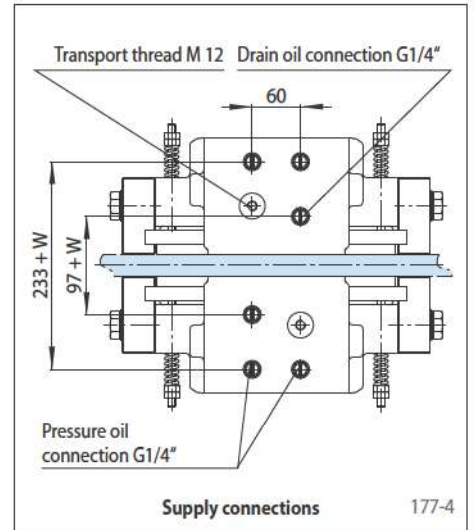 Transport thread M 12
Drain oil connection G1/4"
60
233 + W
97 + W
Pressure oil
connection G1/4"
Supply connections
177-4